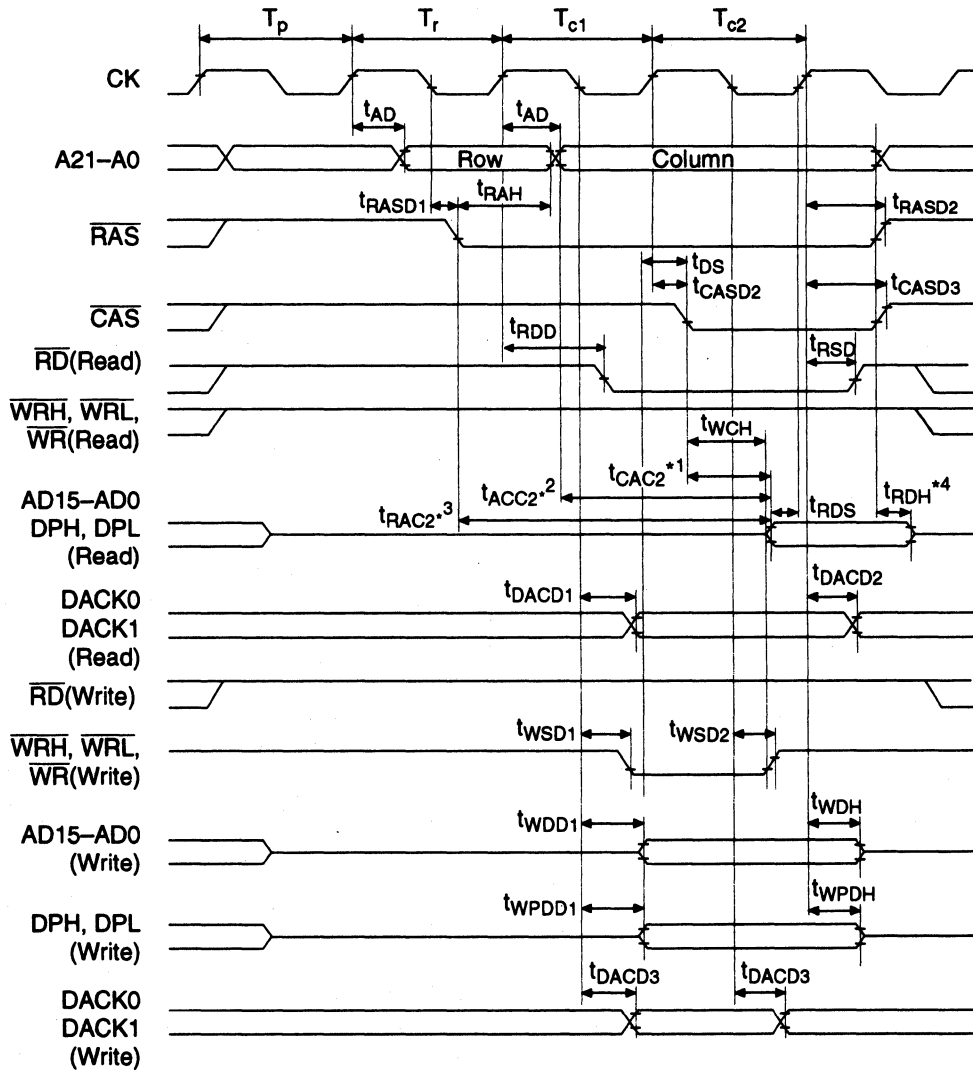 Tp Tr Tc1 Tc2
CK
tAD tAD
A21–A0 Row Column
tRASD1 tRAH tRASD2
RAS
tDS
tCASD2 tCASD3
CAS
tRDD tRSD
RD(Read)
WRH, WRL,
WR(Read)
tWCH
tCAC2*1
AD15–AD0 tACC2*2 tRDH*4
DPH, DPL tRAC2*3 tRDS
(Read)
DACK0 tDACD1 tDACD2
DACK1
(Read)
RD(Write)
WRH, WRL, tWSD1 tWSD2
WR(Write)
AD15–AD0 tWDD1 tWDH
(Write)
DPH, DPL tWPDD1 tWPDH
(Write)
DACK0 tDACD3 tDACD3
DACK1
(Write)